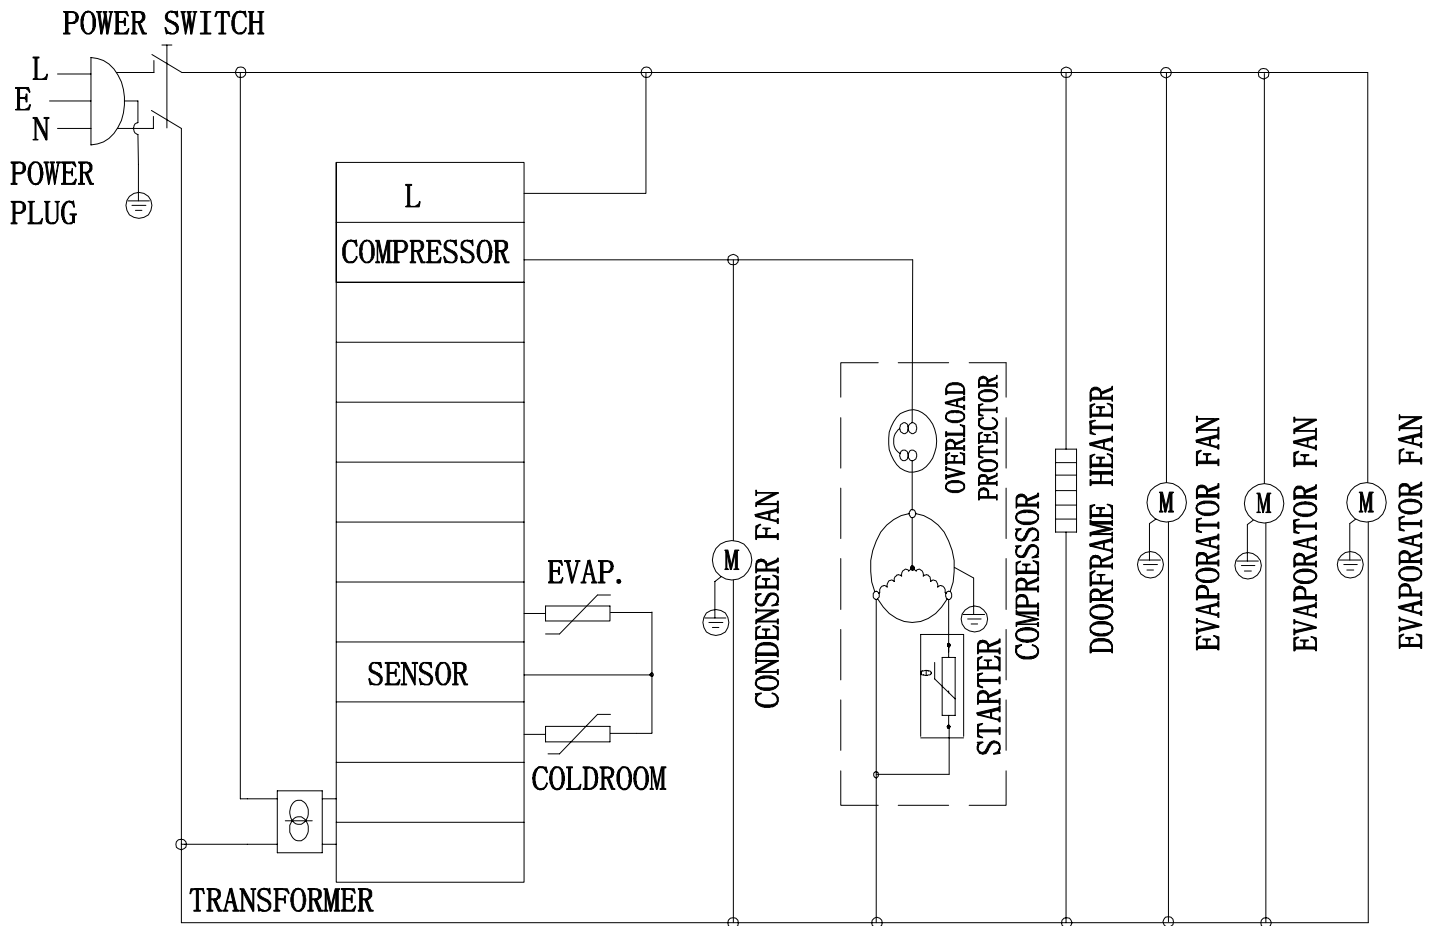 POWER SWITCH
L
E
N
POWER
PLUG
L
COMPRESSOR
SENSOR
EVAP.
COLDROOM
TRANSFORMER
M
CONDENSER FAN
OVERLOAD
PROTECTOR
COMPRESSOR
STARTER
DOORFRAME HEATER
M
EVAPORATOR FAN
M
EVAPORATOR FAN
M
EVAPORATOR FAN